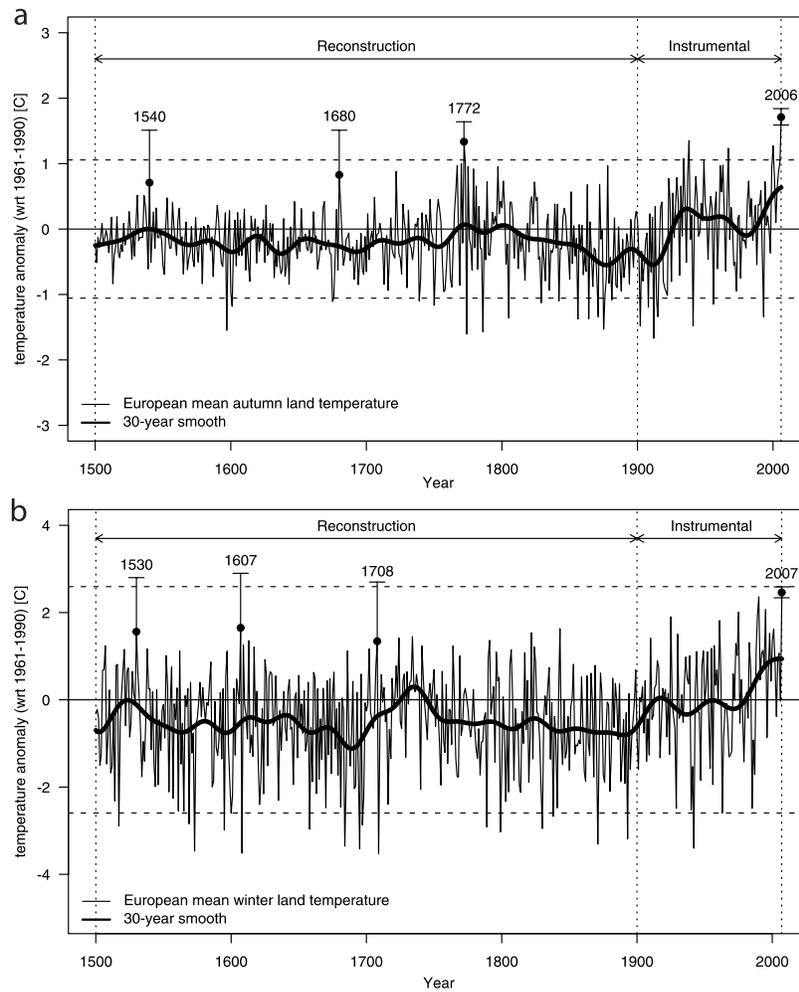 a
3
2
1
0
-1
-2
-3
temperature anomaly (wrt 1961-1990) [C]
Reconstruction
Instrumental
1540
1680
1772
2006
European mean autumn land temperature
30-year smooth
1500
1600
1700
1800
1900
2000
Year
b
4
2
0
-2
-4
temperature anomaly (wrt 1961-1990) [C]
Reconstruction
Instrumental
1530
1607
1708
2007
European mean winter land temperature
30-year smooth
1500
1600
1700
1800
1900
2000
Year